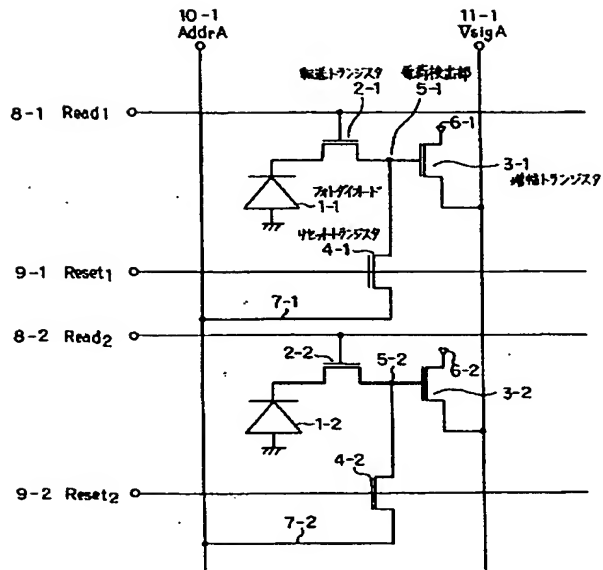 10-1
AddrA
11-1
VsigA
転送トランジスタ
2-1
電荷検出部
5-1
8-1 Read1
6-1
3-1
増幅トランジスタ
フォトダイオード
1-1
リセットトランジスタ
4-1
9-1 Reset1
7-1
8-2 Read2
2-2
5-2
6-2
3-2
1-2
4-2
9-2 Reset2
7-2